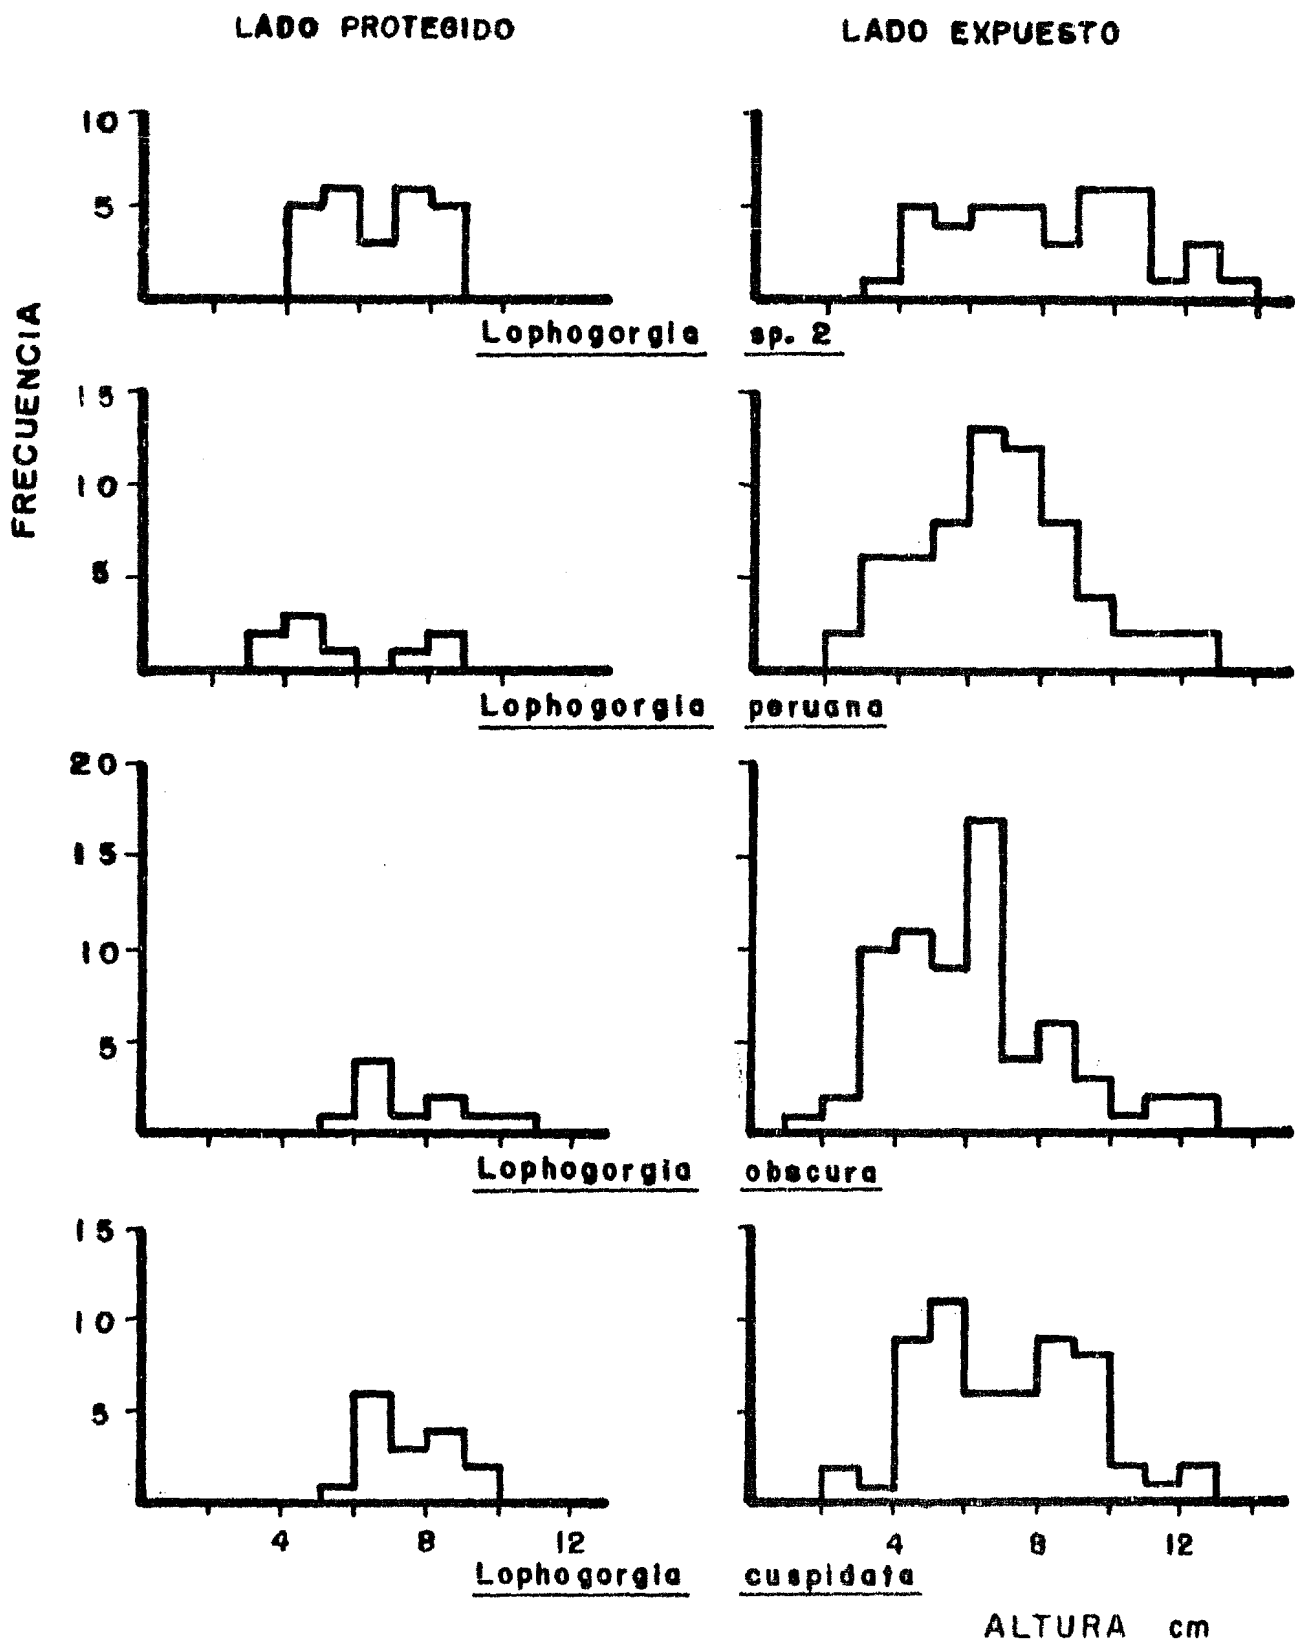 LADO PROTEGIDO LADO EXPUESTO
FRECUENCIA
10
5
Lophogorgia sp. 2
15
10
5
Lophogorgia peruana
20
15
10
5
Lophogorgia obscura
15
10
5
4 8 12 4 8 12
Lophogorgia cuspidata
ALTURA cm